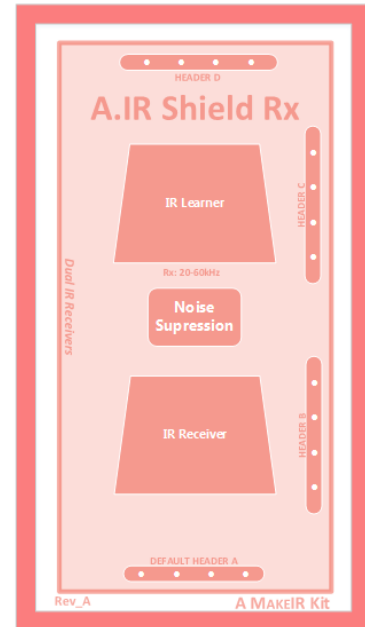 HEADER D
A.IR Shield Rx
IR Learner
HEADER C
Rx: 20-60kHz
Dual IR Receivers
Noise
Supression
IR Receiver
HEADER B
DEFAULT HEADER A
Rev_A
A MAKEIR Kit